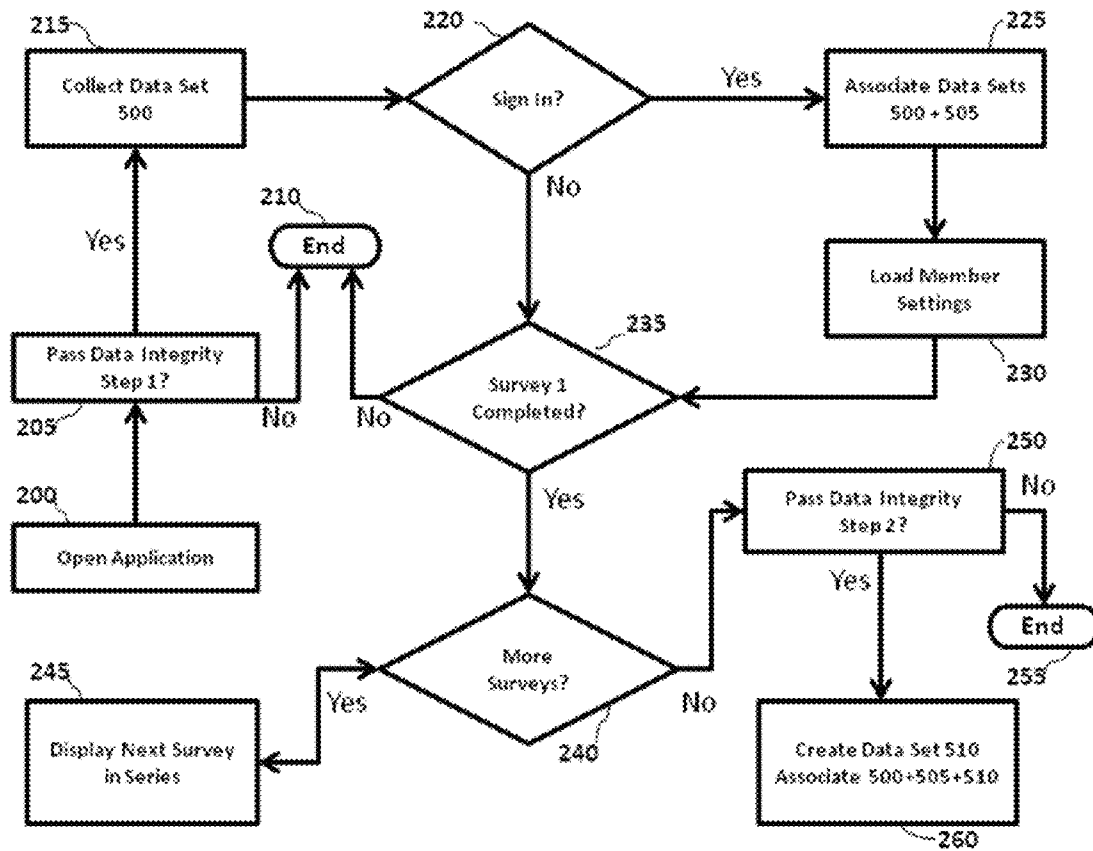 215
Collect Data Set
500
220
Sign In?
Yes
225
Associate Data Sets
500 + 505
No
210
End
Yes
Load Member
Settings
230
Pass Data Integrity
Step 1?
205
No
235
Survey 1
Completed?
No
Yes
200
Open Application
250
Pass Data Integrity
Step 2?
No
Yes
End
253
245
Display Next Survey
in Series
Yes
More
Surveys?
240
No
Create Data Set 510
Associate 500+505+510
260